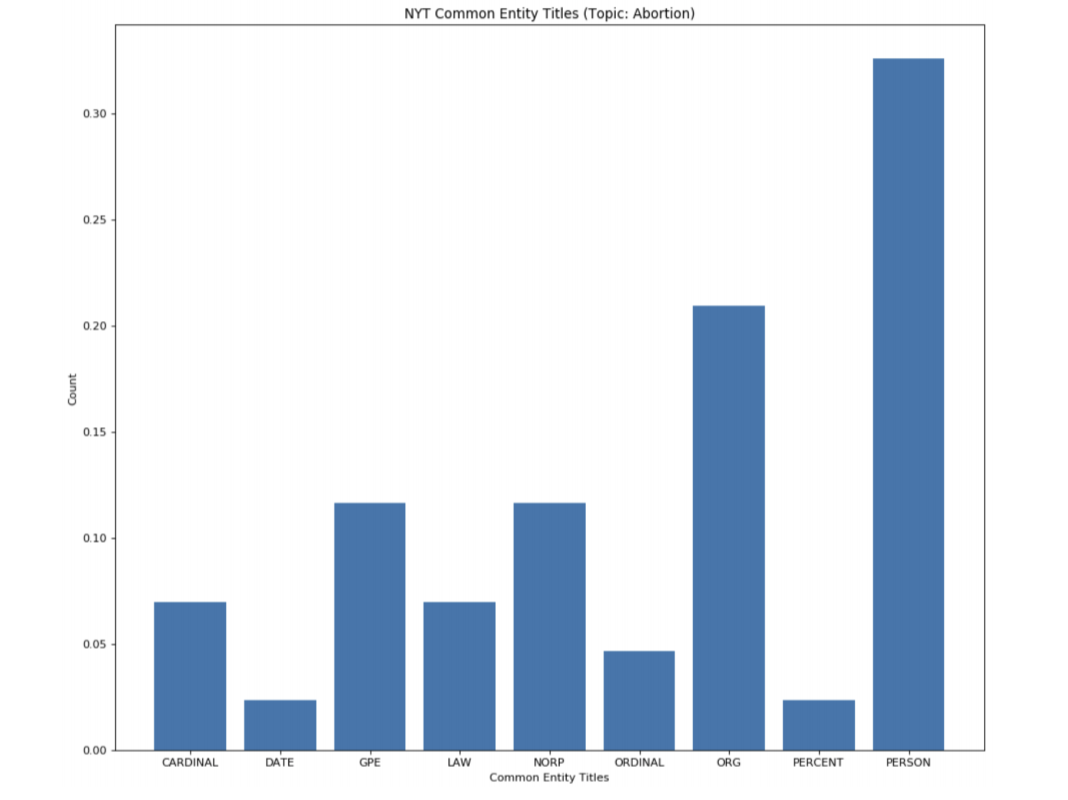 NYT Common Entity Titles (Topic: Abortion)
0.30
0.25
0.20
0.15
0.10
0.05
0.00
Count
CARDINAL DATE GPE LAW NORP ORDINAL ORG PERCENT PERSON
Common Entity Titles